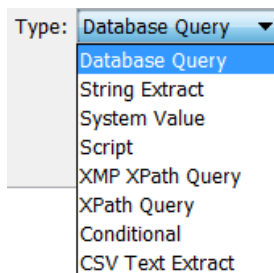 Type: Database Query
Database Query
String Extract
System Value
Script
XMP XPath Query
XPath Query
Conditional
CSV Text Extract